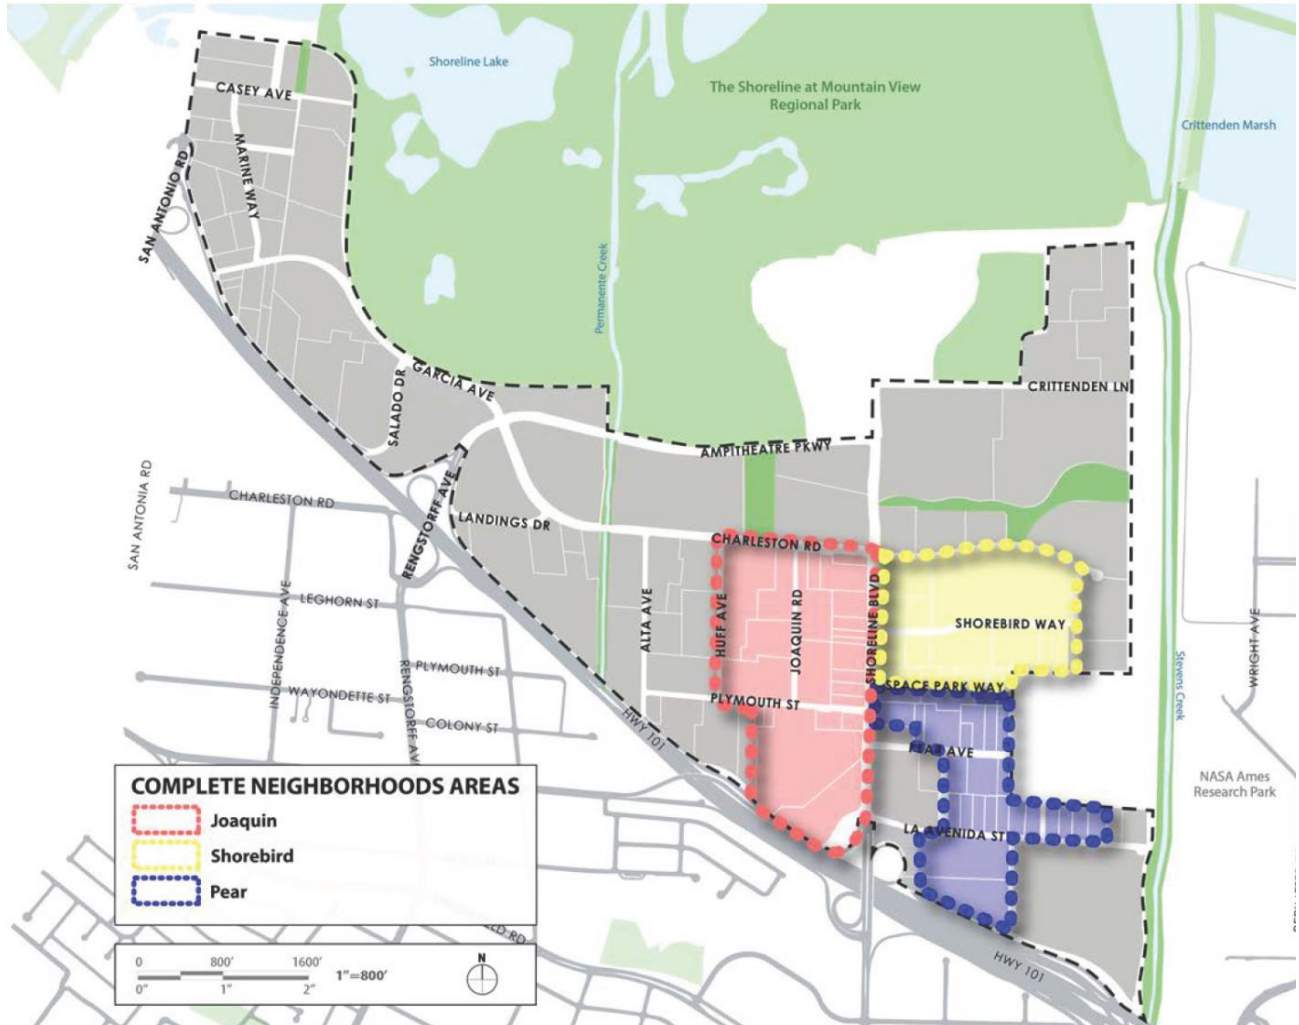 Shoreline Lake
The Shoreline at Mountain View
Regional Park
Crittenden Marsh
CASEY AVE
MARINE WAY
SAN ANTONIO RD
Permanente Creek
GARCIA AVE
SALADO DR
CRITTENDEN LN
AMPITHEATRE PKWY
SAN ANTONIA RD
CHARLESTON RD
RENGSTORFF AVE
LANDINGS DR
CHARLESTON RD
INDEPENDENCE AVE
LEGHORN ST
ALTA AVE
HUFF AVE
JOAQUIN RD
SHORELINE BLVD
SHOREBIRD WAY
WRIGHT AVE
PLYMOUTH ST
RENGSTORFF AVE
WAYONDETTE ST
COLONY ST
PLYMOUTH ST
SPACE PARK WAY
Stevens Creek
HWY 101
AVE
NASA Ames
Research Park
LA AVENIDA ST
HWY 101
COMPLETE NEIGHBORHOODS AREAS
Joaquin
Shorebird
Pear
RD
0 800' 1600'
1"=800'
0" 1" 2"
N